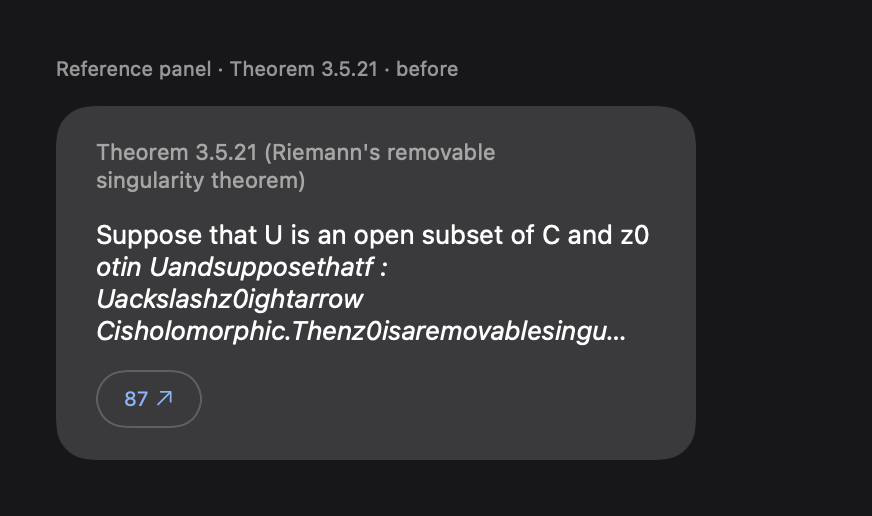 Reference panel · Theorem 3.5.21 · before
Theorem 3.5.21 (Riemann's removable
singularity theorem)
Suppose that U is an open subset of C and z0
otin Uandsupposethatf :
Uackslashz0ightarrow
Cisholomorphic.Thenz0isaremovablesingu...
87 ↗